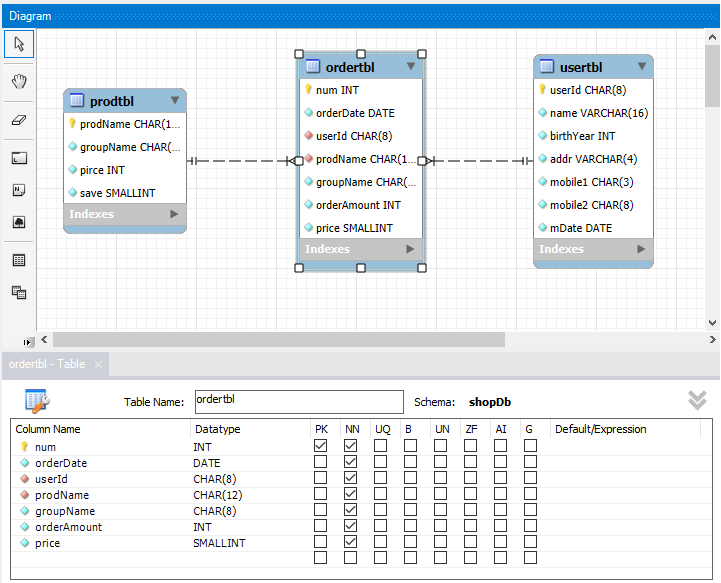 Diagram
prodtbl
prodName CHAR(1...
groupName CHAR(...
pirce INT
save SMALLINT
Indexes
ordertbl
num INT
orderDate DATE
userId CHAR(8)
prodName CHAR(1...
groupName CHAR(...
orderAmount INT
price SMALLINT
Indexes
usertbl
userId CHAR(8)
name VARCHAR(16)
birthYear INT
addr VARCHAR(4)
mobile1 CHAR(3)
mobile2 CHAR(8)
mDate DATE
Indexes
ordertbl - Table
Table Name: ordertbl Schema: shopDb
Column Name Datatype PK NN UQ B UN ZF AI G Default/Expression
num INT
orderDate DATE
userId CHAR(8)
prodName CHAR(12)
groupName CHAR(8)
orderAmount INT
price SMALLINT